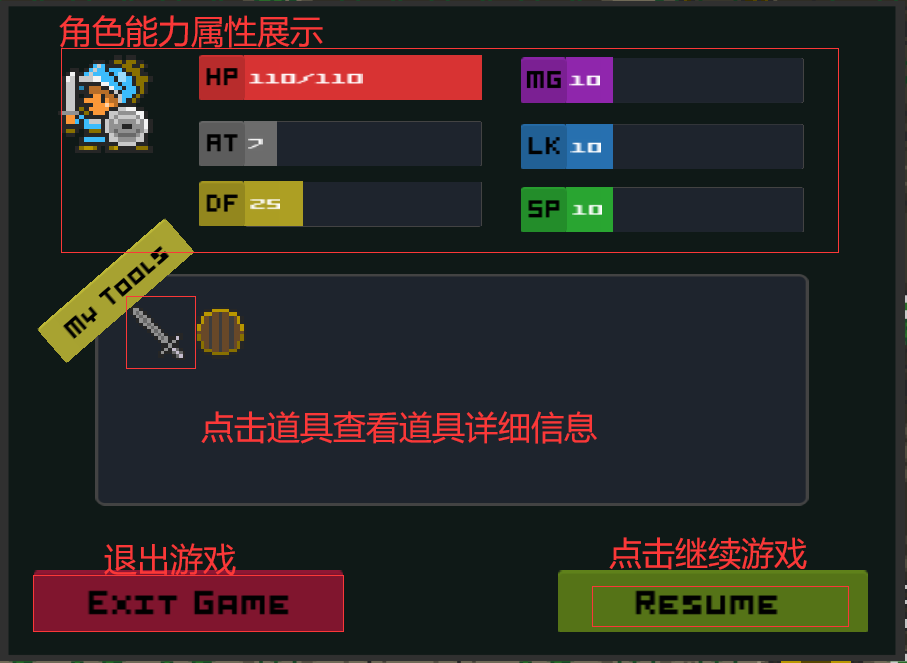 角色能力属性展示
HP 110/110
MG 10
AT 7
LK 10
DF 25
SP 10
My Tools
点击道具查看道具详细信息
退出游戏
点击继续游戏
Exit Game
Resume